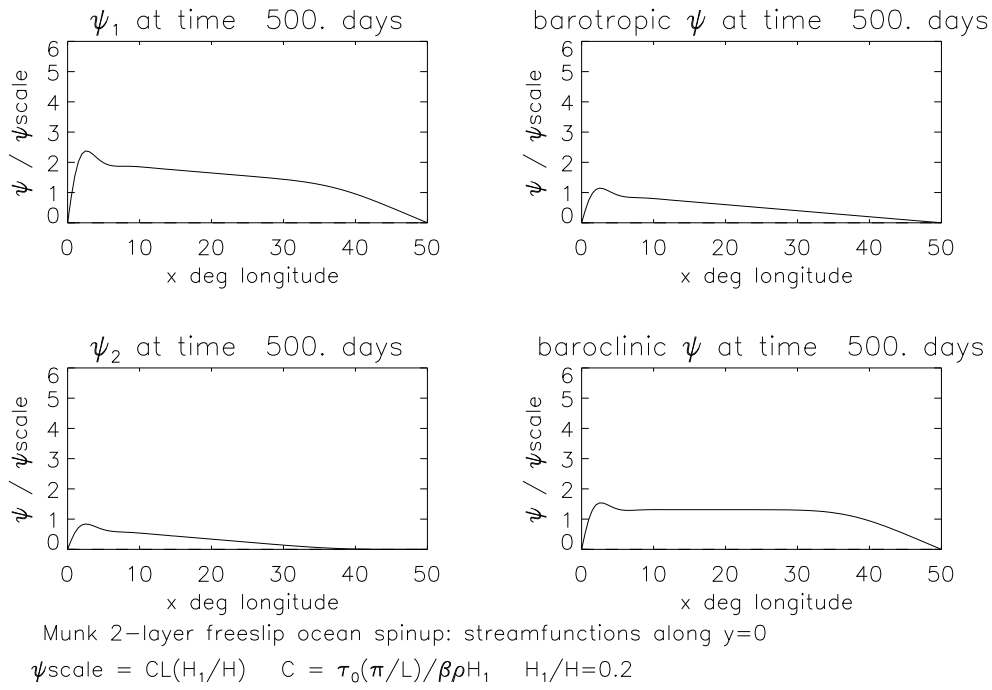 ψ₁ at time 500. days
ψ / ψscale
6
5
4
3
2
1
0
0 10 20 30 40 50
x deg longitude
barotropic ψ at time 500. days
ψ / ψscale
6
5
4
3
2
1
0
0 10 20 30 40 50
x deg longitude
ψ₂ at time 500. days
ψ / ψscale
6
5
4
3
2
1
0
0 10 20 30 40 50
x deg longitude
baroclinic ψ at time 500. days
ψ / ψscale
6
5
4
3
2
1
0
0 10 20 30 40 50
x deg longitude
Munk 2-layer freeslip ocean spinup: streamfunctions along y=0
ψscale = CL(H₁/H) C = τ₀(π/L)/βρH₁ H₁/H=0.2